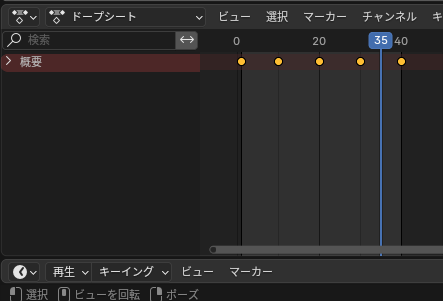 ドープシート ビュー 選択 マーカー チャンネル
検索 0 20 35 40
概要
再生 キーイング ビュー マーカー
選択 ビューを回転 ポーズ